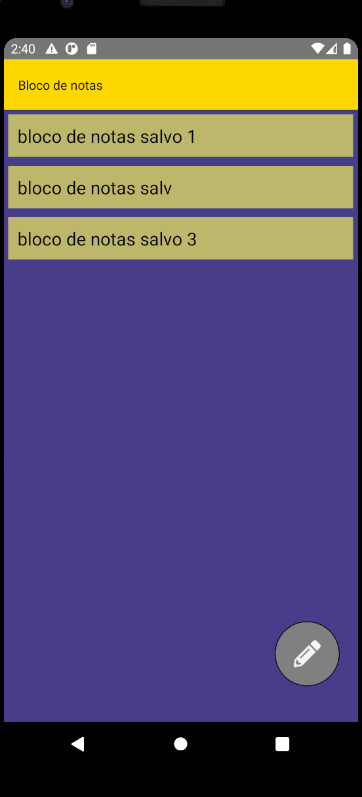 2:40
Bloco de notas
bloco de notas salvo 1
bloco de notas salv
bloco de notas salvo 3